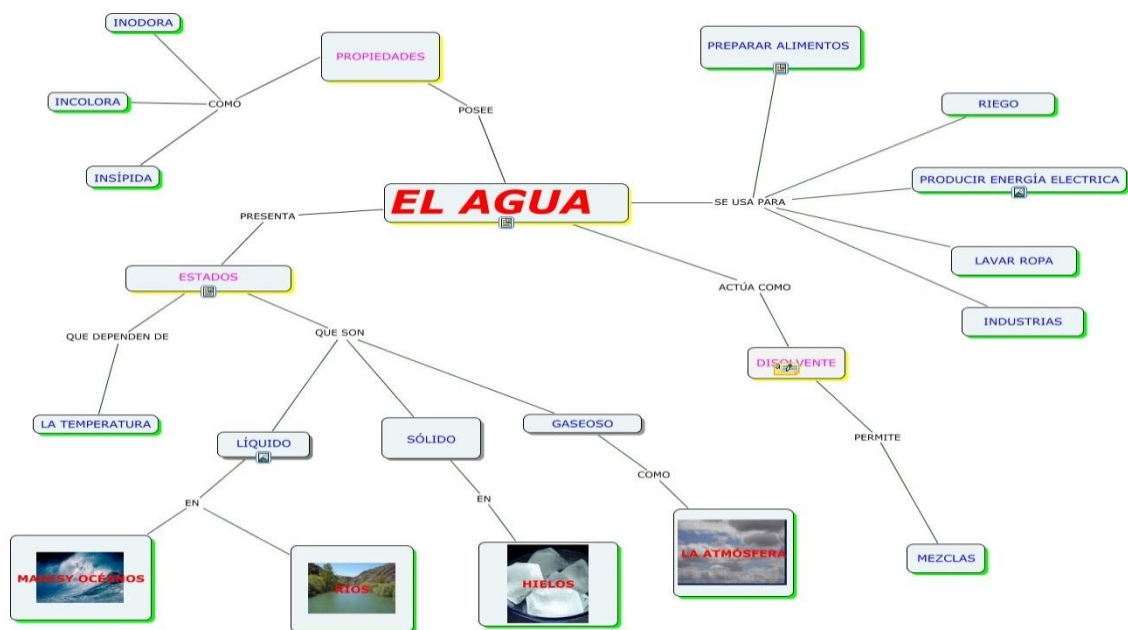 INODORA
PROPIEDADES
PREPARAR ALIMENTOS
INCOLORA
COMO
POSEE
RIEGO
INSÍPIDA
PRODUCIR ENERGÍA ELECTRICA
EL AGUA
SE USA PARA
PRESENTA
LAVAR ROPA
ESTADOS
ACTÚA COMO
INDUSTRIAS
QUE DEPENDEN DE
QUE SON
DISOLVENTE
LA TEMPERATURA
LÍQUIDO
SÓLIDO
GASEOSO
PERMITE
EN
EN
COMO
MARES Y OCÉANOS
RÍOS
HIELOS
LA ATMÓSFERA
MEZCLAS